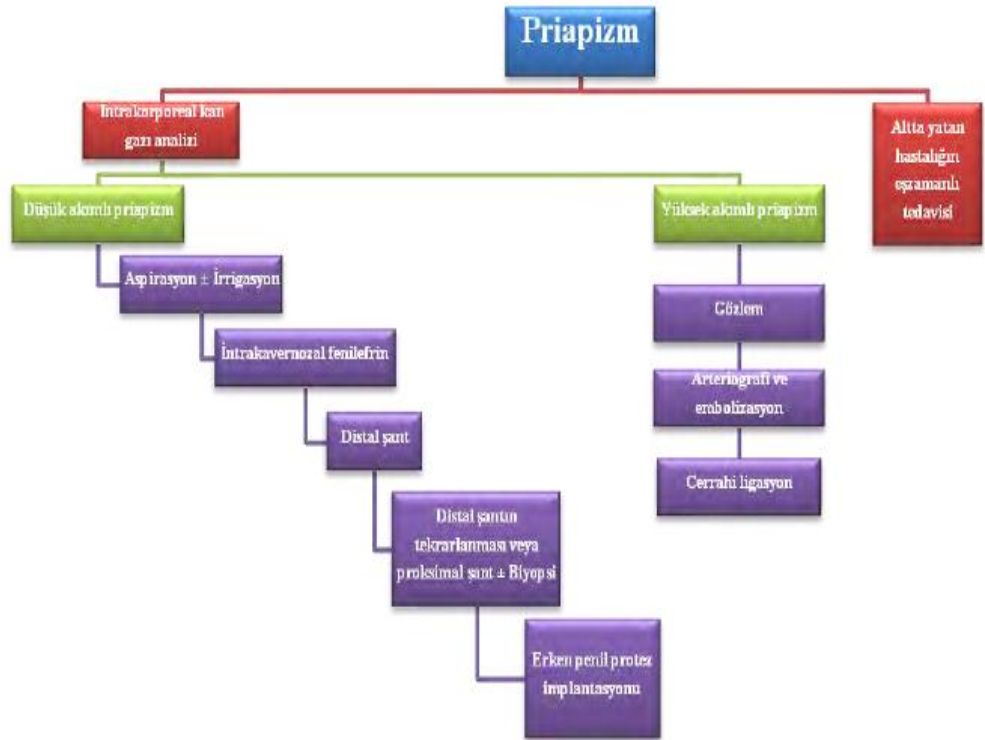 Priapizm
Intrakorporeal kan
gazı analizi
Altta yatan
hastalığın
eşzamanlı
tedavisi
Düşük akımlı priapizm
Yüksek akımlı priapizm
Aspirasyon ± İrrigasyon
İntrakavernozal fenilefrin
Distal şant
Distal şantın
tekrarlanması veya
proksimal şant ± Biyopsi
Erken penil protez
implantasyonu
Gözlem
Arteriografi ve
embolizasyon
Cerrahi ligasyon